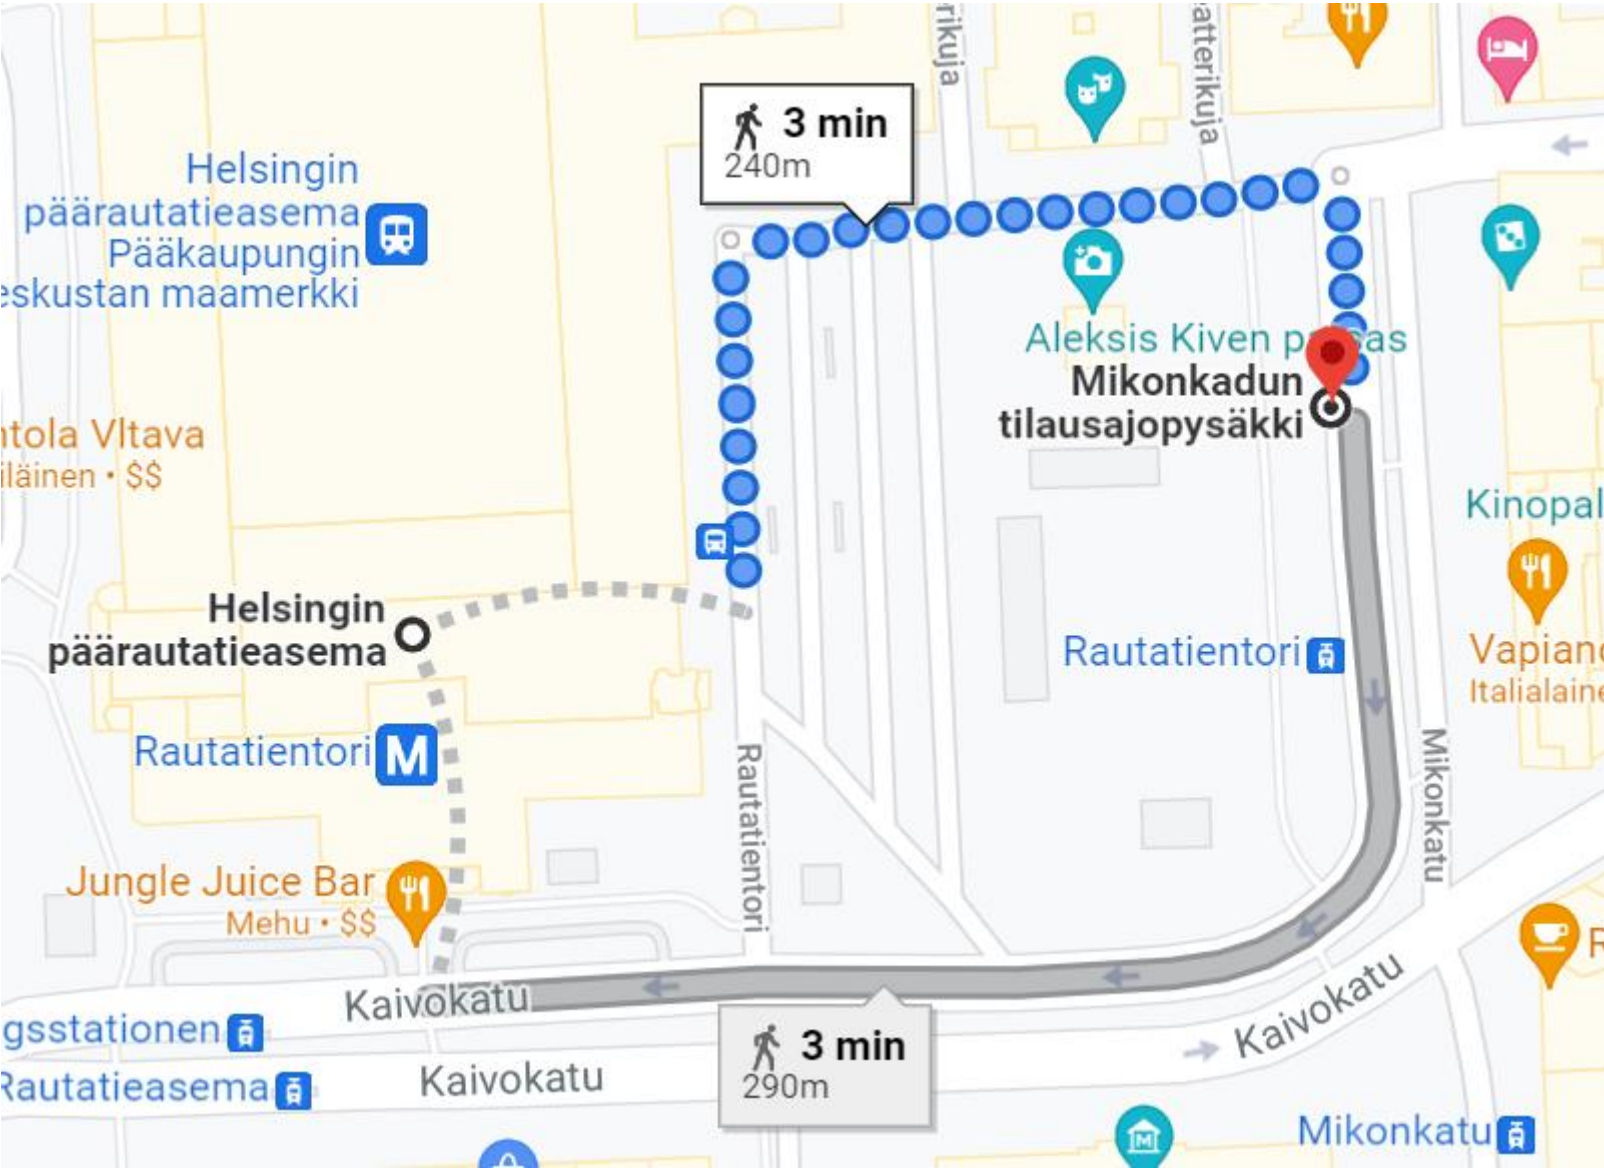 rikuja
eatterikuja
3 min
240m
Helsingin
päärautatieasema
Pääkaupungin
eskustan maamerkki
Aleksis Kiven p
as
Mikonkadun
tilausajopysäkki
ntola Vltava
iläinen • $$
Kinopal
Helsingin
päärautatieasema
Rautatientori
Vapian
Italialaine
Rautatientori
M
Rautatientori
Mikonkatu
Jungle Juice Bar
Mehu • $$
R
Kaivokatu
Kaivokatu
gsstationen
3 min
290m
Rautatieasema
Kaivokatu
Mikonkatu
M